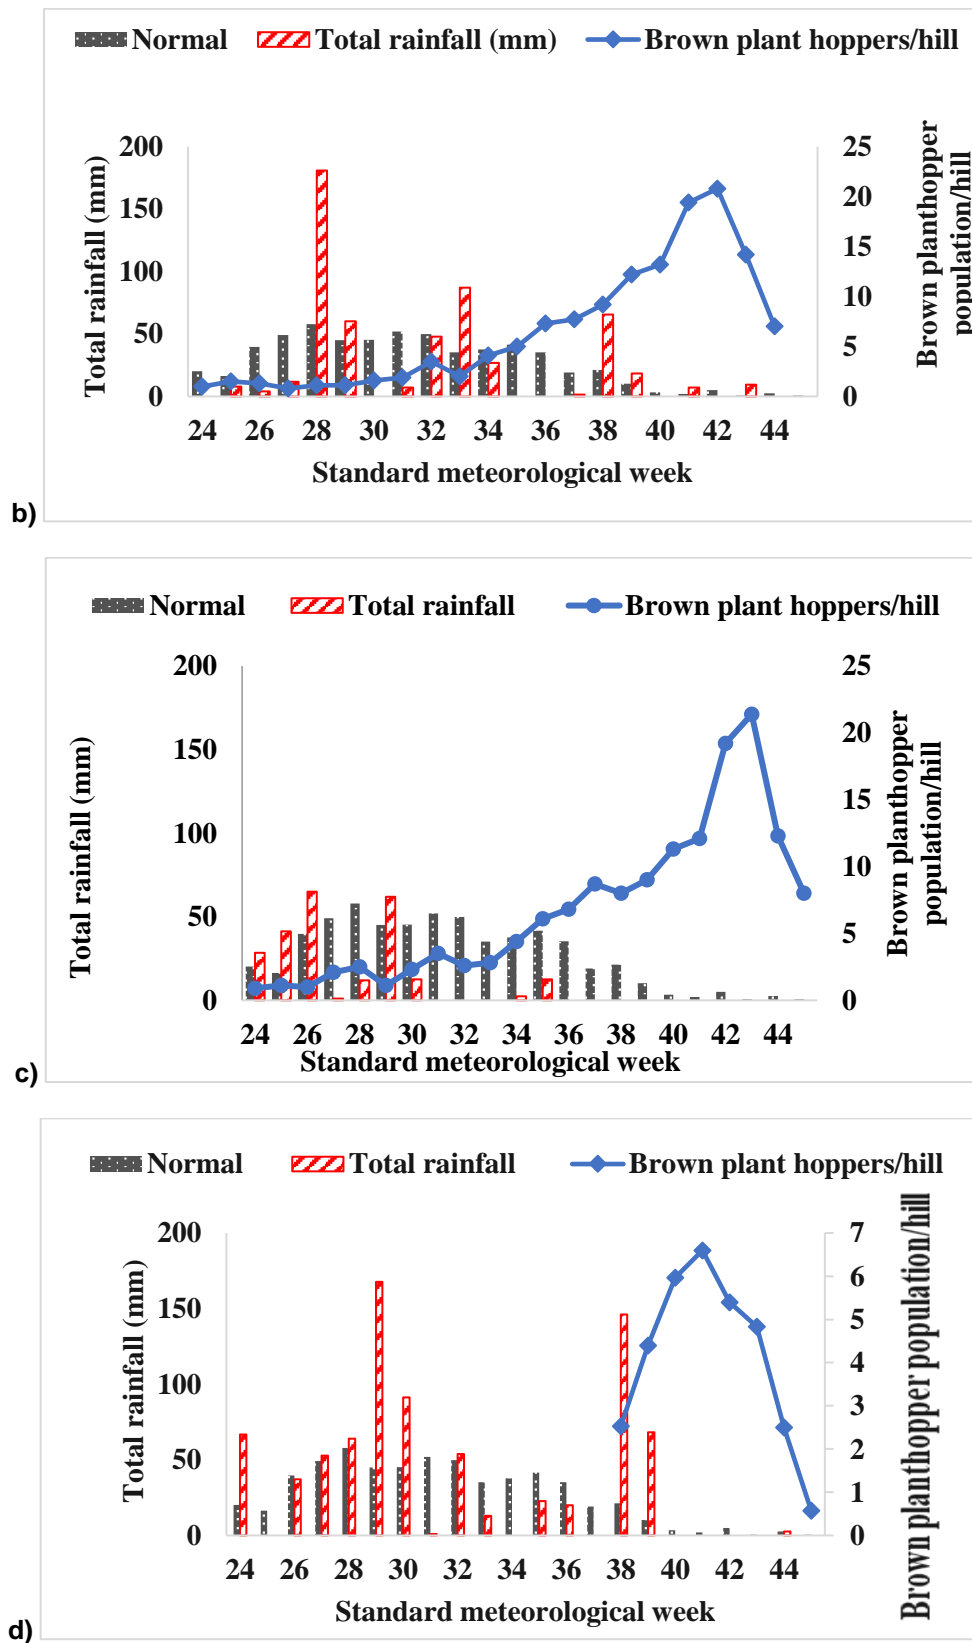 Normal Total rainfall (mm) Brown plant hoppers/hill
Total rainfall (mm)
200
150
100
50
0
25
20
15
10
5
0
Brown planthopper
population/hill
24 26 28 30 32 34 36 38 40 42 44
Standard meteorological week
b)
Normal Total rainfall Brown plant hoppers/hill
Total rainfall (mm)
200
150
100
50
0
25
20
15
10
5
0
Brown planthopper
population/hill
24 26 28 30 32 34 36 38 40 42 44
Standard meteorological week
c)
Normal Total rainfall Brown plant hoppers/hill
Total rainfall (mm)
200
150
100
50
0
7
6
5
4
3
2
1
0
Brown planthopper population/hill
24 26 28 30 32 34 36 38 40 42 44
Standard meteorological week
d)